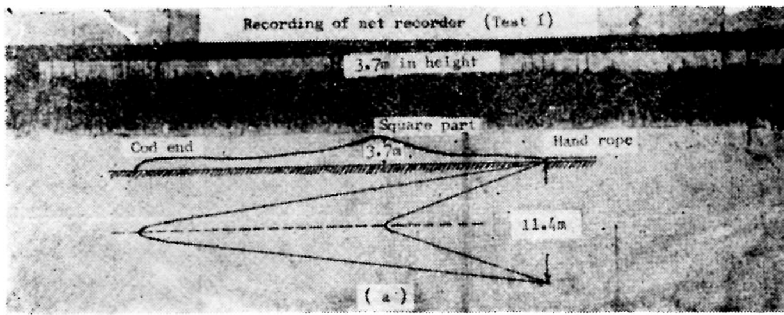 Recording of net recorder (Test I)
3.7m in height
Square part
Cod end
3.7m
Hand rope
11.4m
(a)